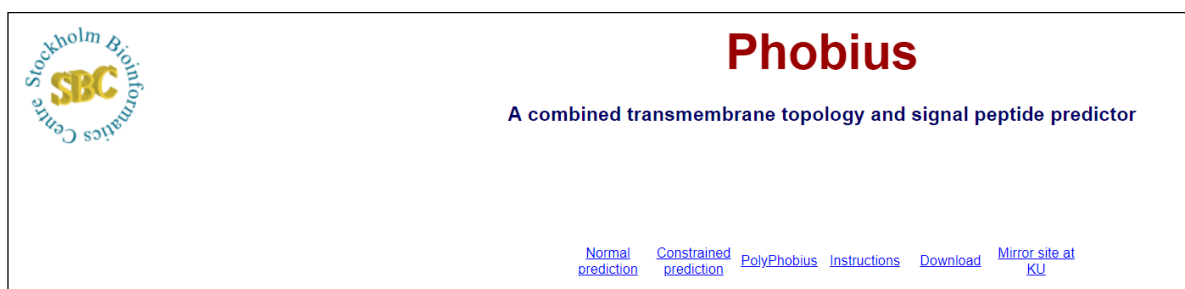 Stockholm Bioinformatics Centre
SBC
Phobius
A combined transmembrane topology and signal peptide predictor
Normal prediction
Constrained prediction
PolyPhobius
Instructions
Download
Mirror site at KU